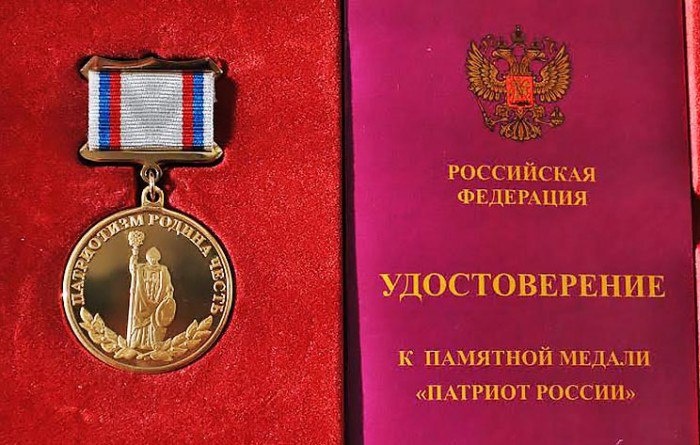 ПАТРИОТИЗМ РОДИНА ЧЕСТЬ
РОССИЙСКАЯ
ФЕДЕРАЦИЯ
УДОСТОВЕРЕНИЕ
К ПАМЯТНОЙ МЕДАЛИ
«ПАТРИОТ РОССИИ»